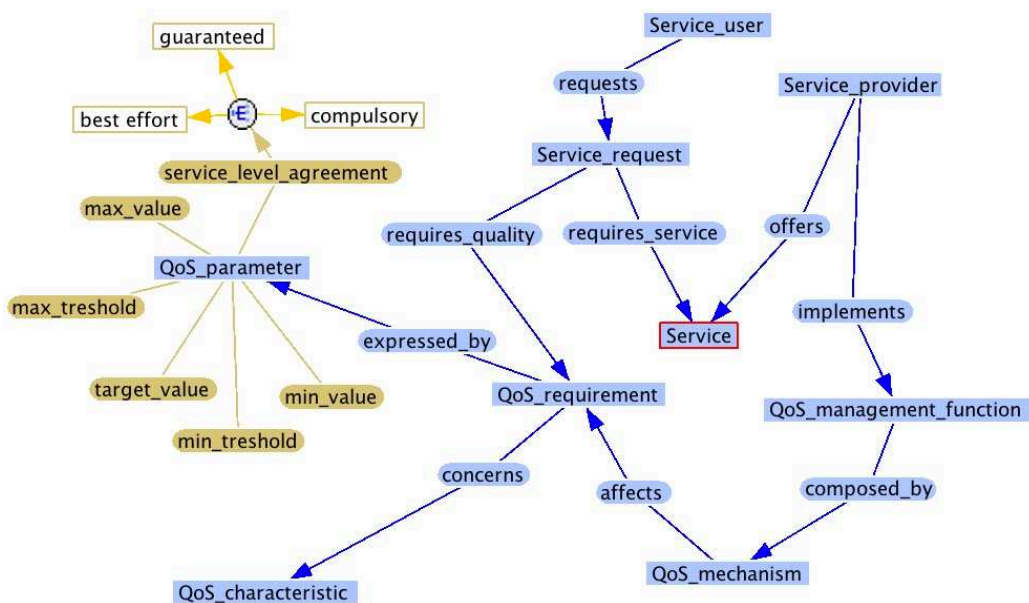 guaranteed
Service_user
best effort
E
compulsory
requests
Service_provider
service_level_agreement
Service_request
max_value
requires_quality
requires_service
offers
QoS_parameter
max_treshold
expressed_by
Service
implements
target_value
min_value
QoS_requirement
QoS_management_function
min_treshold
concerns
affects
composed_by
QoS_characteristic
QoS_mechanism